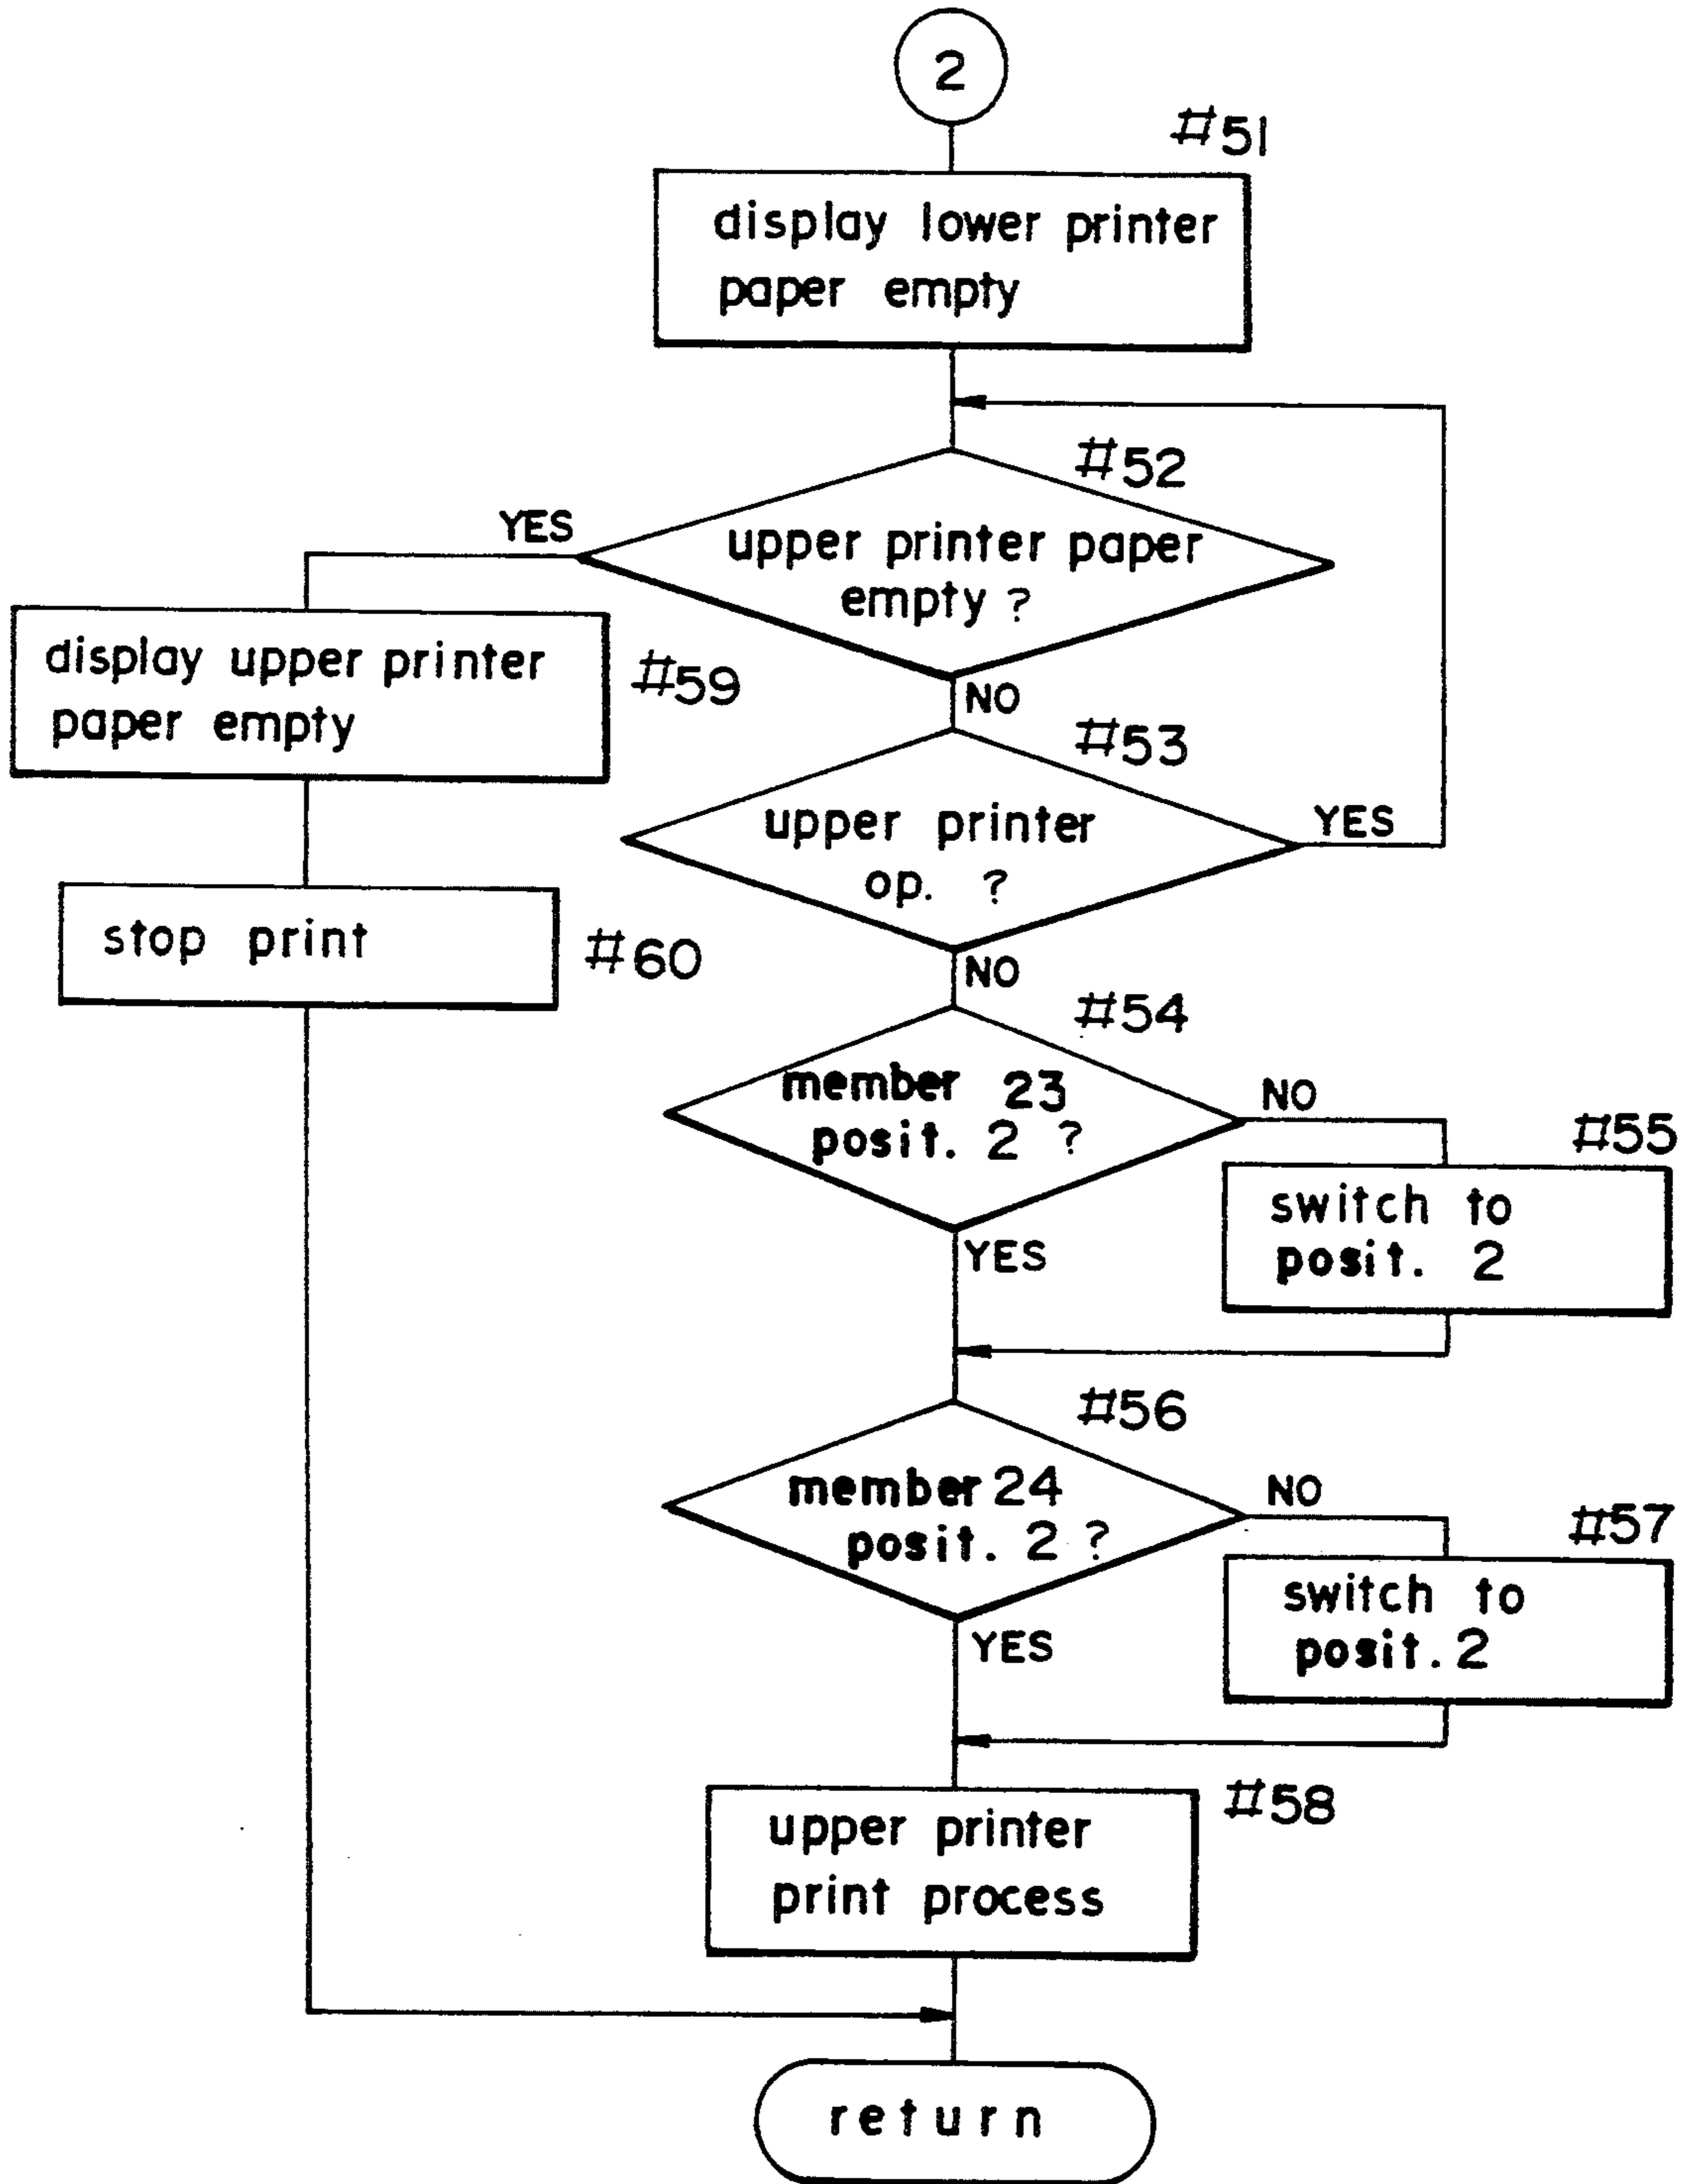 2
#51
display lower printer
paper empty
#52
YES
upper printer paper
empty ?
display upper printer
paper empty
#59
NO
#53
upper printer
op. ?
YES
stop print
#60
NO
#54
member 23
posit. 2 ?
NO
#55
switch to
posit. 2
YES
#56
member 24
posit. 2 ?
NO
#57
switch to
posit. 2
YES
#58
upper printer
print process
return